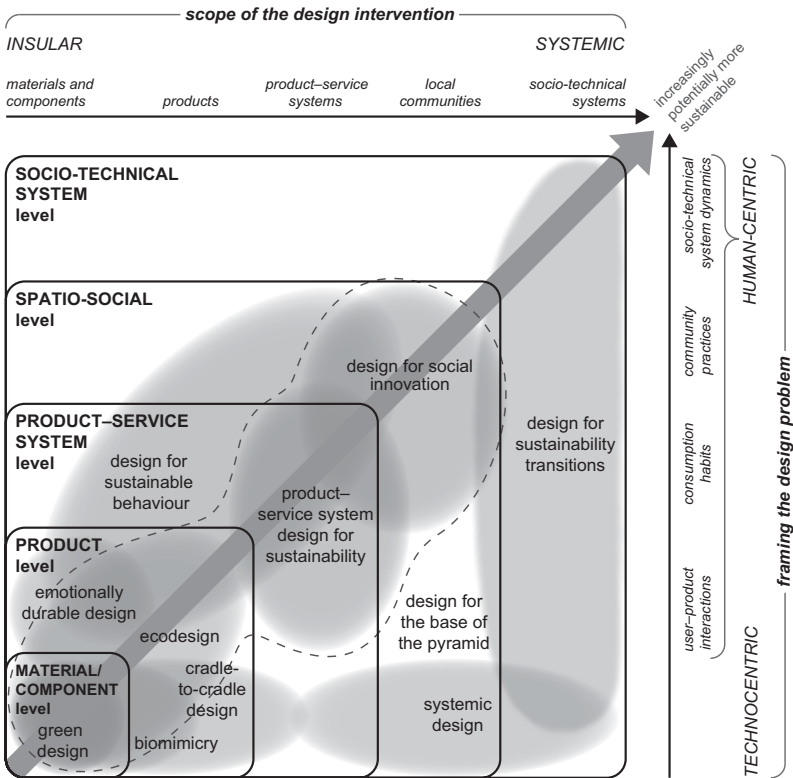 scope of the design intervention
INSULAR
SYSTEMIC
materials and
components
products
product–service
systems
local
communities
socio-technical
systems
increasingly
potentially more
sustainable
SOCIO-TECHNICAL
SYSTEM
level
SPATIO-SOCIAL
level
design for social
innovation
PRODUCT–SERVICE
SYSTEM
level
design for
sustainable
behaviour
product–
service system
design for
sustainability
design for
sustainability
transitions
PRODUCT
level
emotionally
durable design
ecodesign
design for
the base of
the pyramid
MATERIAL/
COMPONENT
level
green
design
cradle-
to-cradle
design
biomimicry
systemic
design
socio-technical
system dynamics
community
practices
consumption
habits
user–product
interactions
HUMAN-CENTRIC
TECHNOCENTRIC
framing the design problem